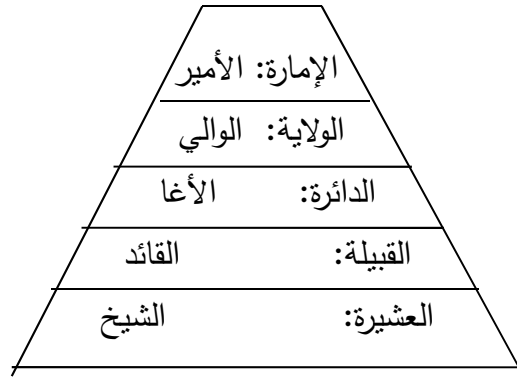 الإمارة: الأمير
الولاية: الوالي
الدائرة: الأغا
القبيلة: القائد
العشيرة: الشيخ